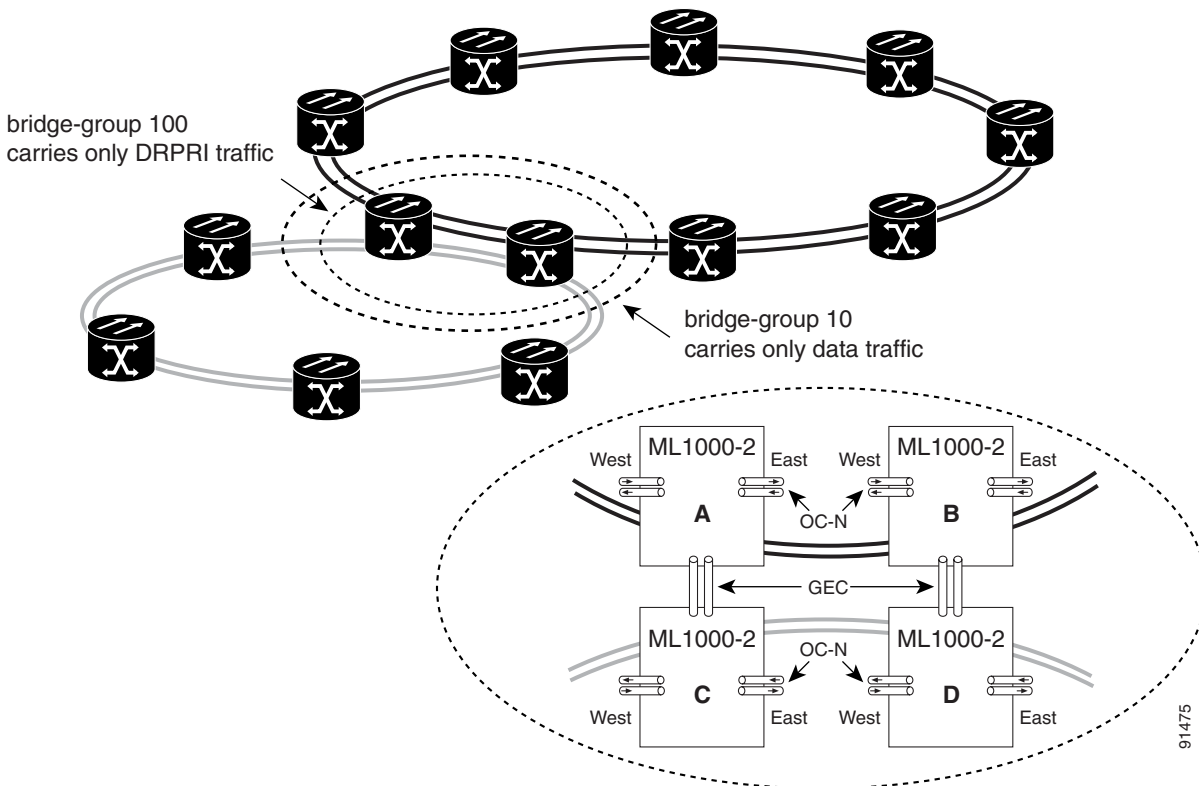 bridge-group 100
carries only DRPRI traffic
bridge-group 10
carries only data traffic
ML1000-2
ML1000-2
West
East
West
East
OC-N
A
B
GEC
ML1000-2
ML1000-2
OC-N
C
D
West
East
West
East
91475